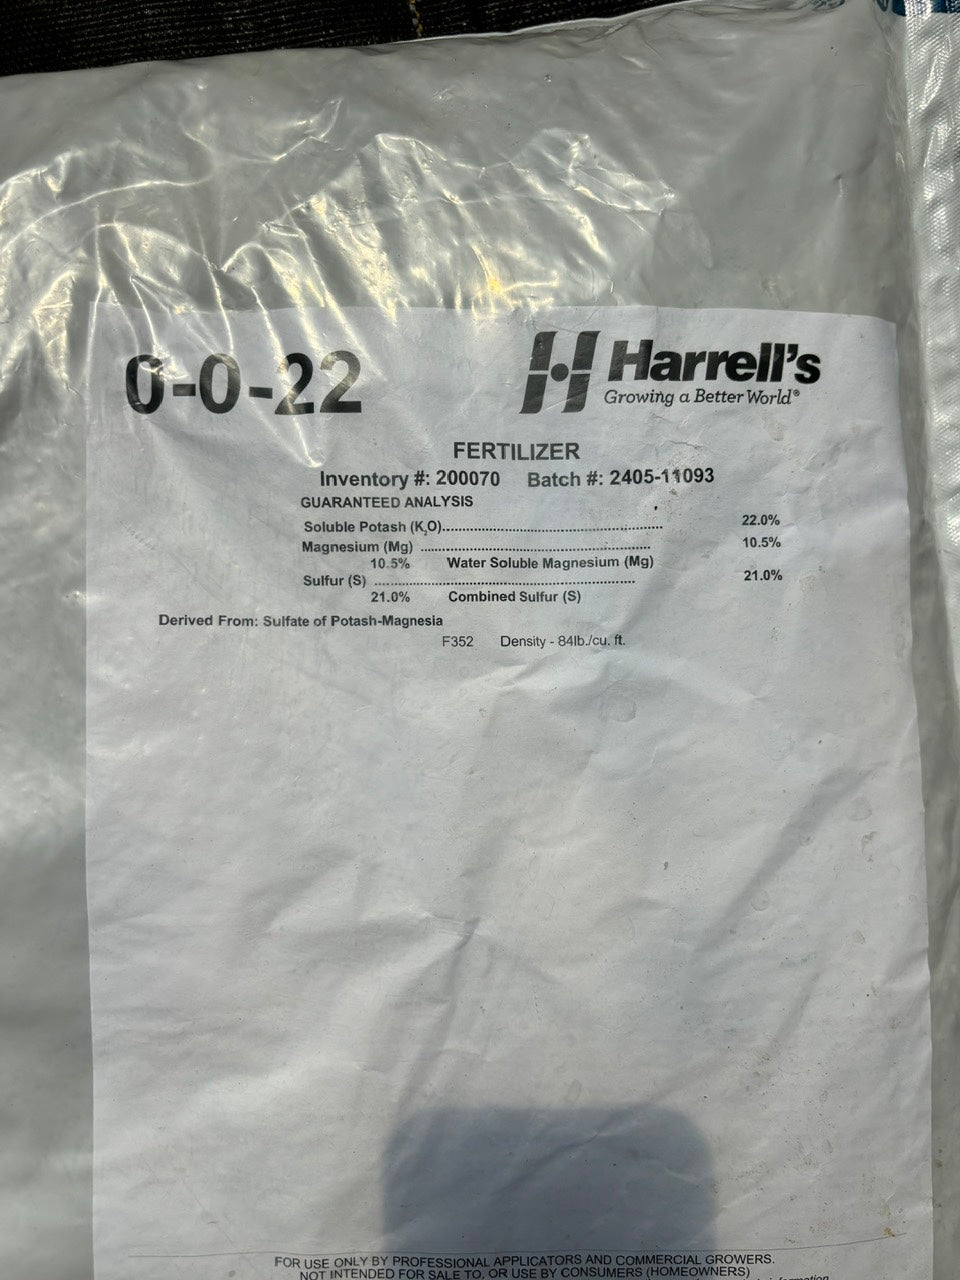 0-0-22
Harrell's
Growing a Better World®
FERTILIZER
Inventory #: 200070 Batch #: 2405-11093
GUARANTEED ANALYSIS
Soluble Potash (K₂O)........................................................ 22.0%
Magnesium (Mg) ........................................................ 10.5%
10.5% Water Soluble Magnesium (Mg)
Sulfur (S) ................................................................ 21.0%
21.0% Combined Sulfur (S)
Derived From: Sulfate of Potash-Magnesia
F352 Density - 84lb./cu. ft.
FOR USE ONLY BY PROFESSIONAL APPLICATORS AND COMMERCIAL GROWERS.
NOT INTENDED FOR SALE TO, OR USE BY CONSUMERS (HOMEOWNERS)
information